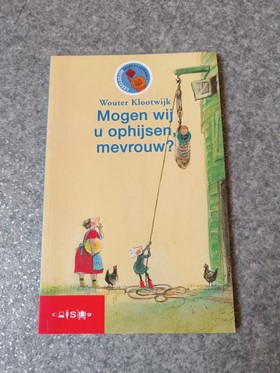 Wouter Klootwijk
Mogen wij
u ophijsen,
mevrouw?